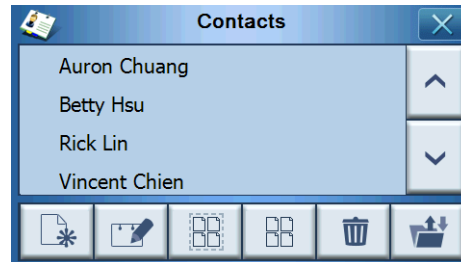 Contacts
Auron Chuang
Betty Hsu
Rick Lin
Vincent Chien